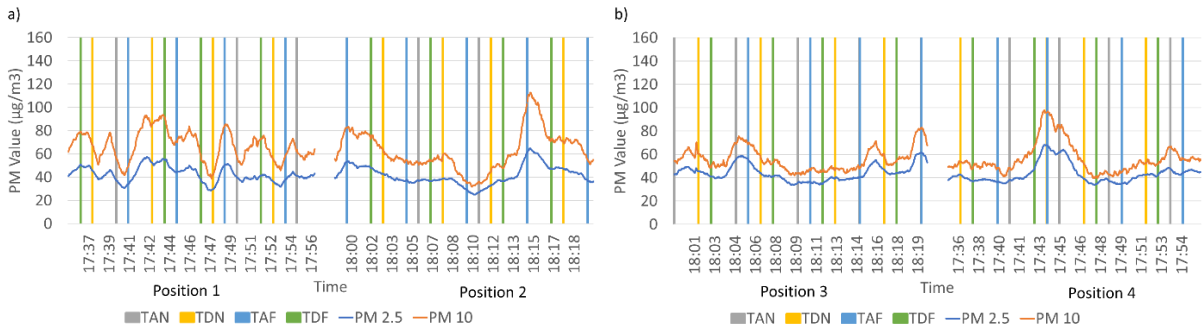 a)
PM Value (µg/m3)
160
140
120
100
80
60
40
20
0
17:37 17:39 17:41 17:42 17:44 17:46 17:47 17:49 17:51 17:52 17:54 17:56 18:00 18:02 18:03 18:05 18:07 18:08 18:10 18:12 18:13 18:15 18:17 18:18
Position 1 Time Position 2
TAN TDN TAF TDF PM 2.5 PM 10
b)
PM Value (µg/m3)
160
140
120
100
80
60
40
20
0
18:01 18:03 18:04 18:06 18:08 18:09 18:11 18:13 18:14 18:16 18:18 18:19 17:36 17:38 17:40 17:41 17:43 17:45 17:46 17:48 17:49 17:51 17:53 17:54
Position 3 Time Position 4
TAN TDN TAF TDF PM 2.5 PM 10